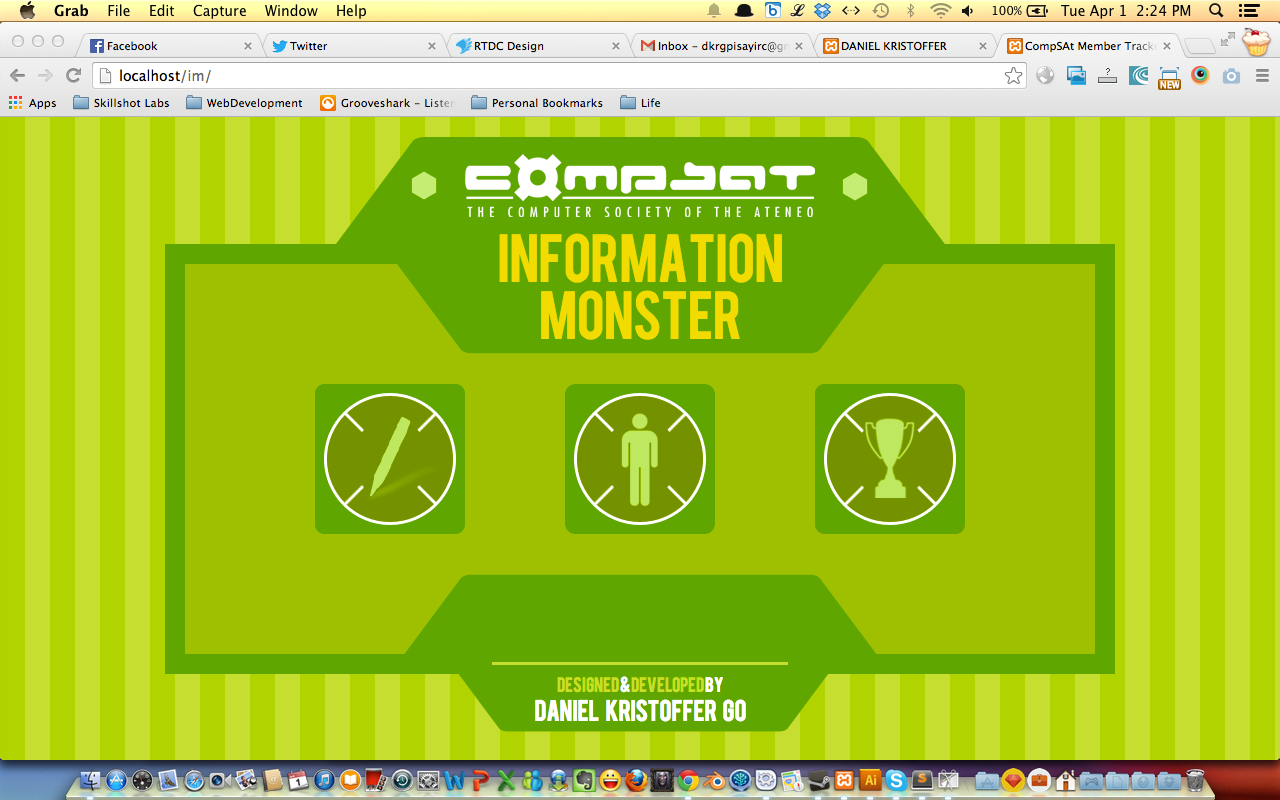 Grab File Edit Capture Window Help 100% Tue Apr 1 2:24 PM
Facebook Twitter RTDC Design Inbox – dkrgpisayirc@g DANIEL KRISTOFFER CompSAt Member Track
localhost/im/ NEW
Apps Skillshot Labs WebDevelopment Grooveshark – Listen Personal Bookmarks Life
compsat
THE COMPUTER SOCIETY OF THE ATENEO
INFORMATION
MONSTER
DESIGNED&DEVELOPEDBY
DANIEL KRISTOFFER GO